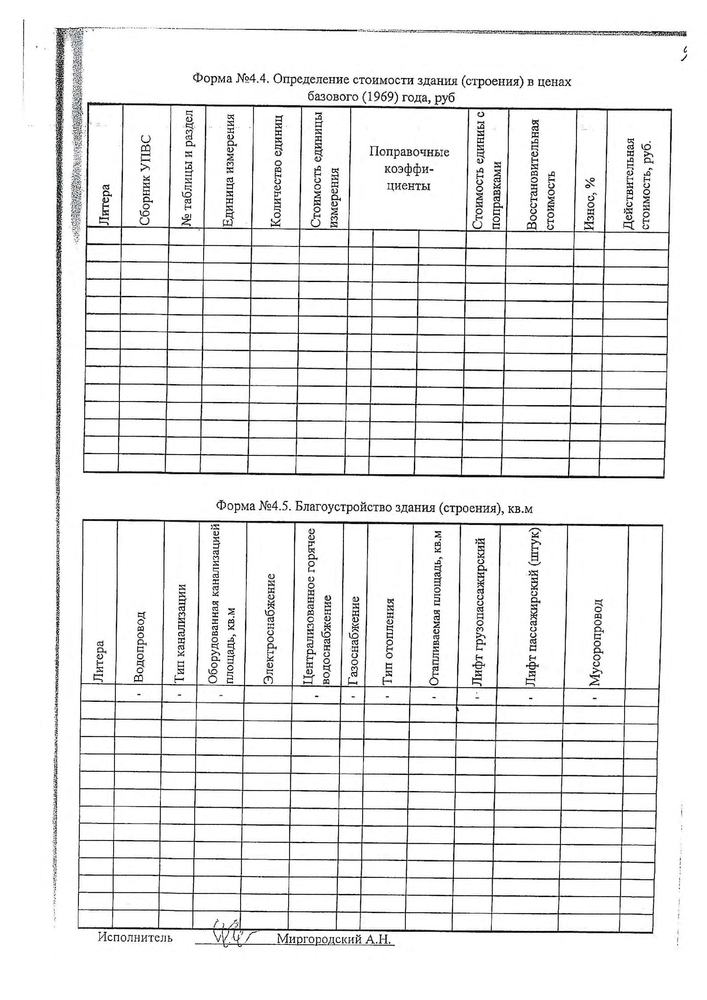 Форма №4.4. Определение стоимости здания (строения) в ценах
базового (1969) года, руб
Литера
Сборник УПВС
№ таблицы и раздел
Единица измерения
Количество единиц
Стоимость единицы
измерения
Поправочные
коэффи-
циенты
Стоимость единиы с
поправками
Восстановительная
стоимость
Износ, %
Действительная
стоимость, руб.
Форма №4.5. Благоустройство здания (строения), кв.м
Литера
Водопровод
Тип канализации
Оборудованная канализацией
площадь, кв.м
Электроснабжение
Централизованное горячее
водоснабжение
Газоснабжение
Тип отопления
Отапливаемая площадь, кв.м
Лифт грузопассажирский
Лифт пассажирский (штук)
Мусоропровод
- - - - - - - - - -
Исполнитель Миргородский А.Н.